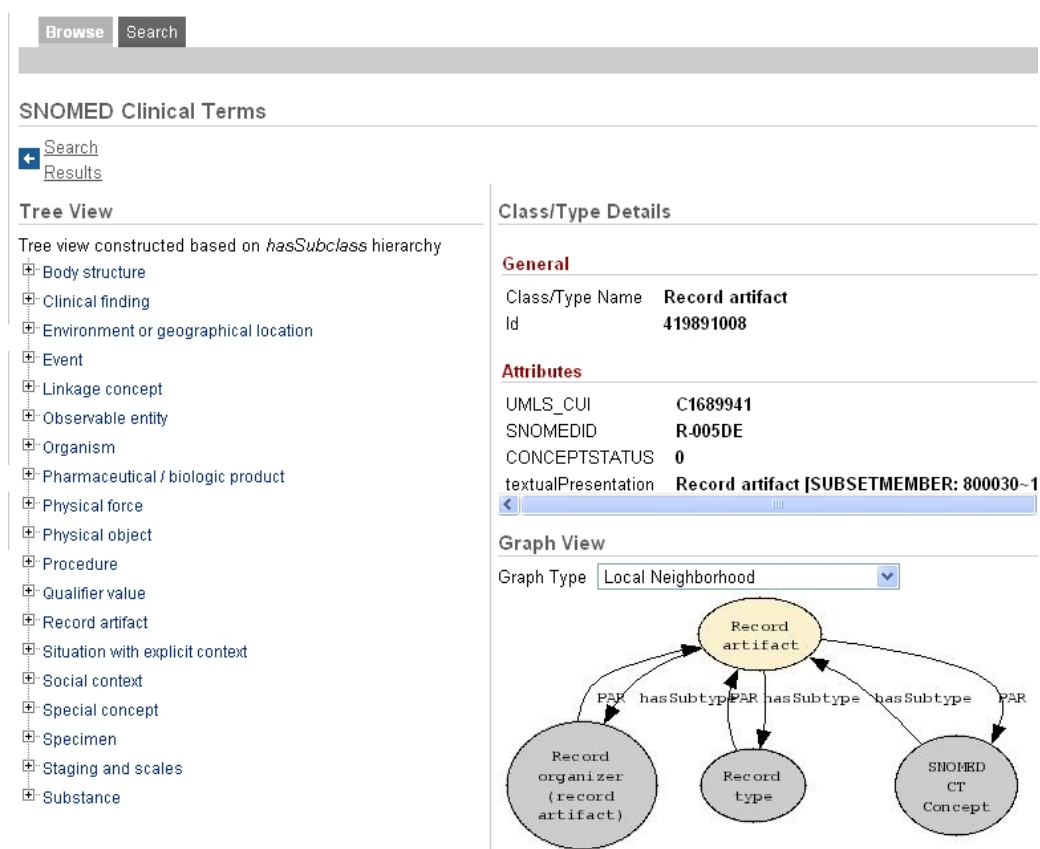 Browse Search
SNOMED Clinical Terms
Search
Results
Tree View
Tree view constructed based on hasSubclass hierarchy
Body structure
Clinical finding
Environment or geographical location
Event
Linkage concept
Observable entity
Organism
Pharmaceutical / biologic product
Physical force
Physical object
Procedure
Qualifier value
Record artifact
Situation with explicit context
Social context
Special concept
Specimen
Staging and scales
Substance
Class/Type Details
General
Class/Type Name Record artifact
Id 419891008
Attributes
UMLS_CUI C1689941
SNOMEDID R-005DE
CONCEPTSTATUS 0
textualPresentation Record artifact [SUBSETMEMBER: 800030~1
Graph View
Graph Type Local Neighborhood
Record
artifact
PAR hasSubtype PAR hasSubtype hasSubtype PAR
Record
organizer
(record
artifact)
Record
type
SNOMED
CT
Concept